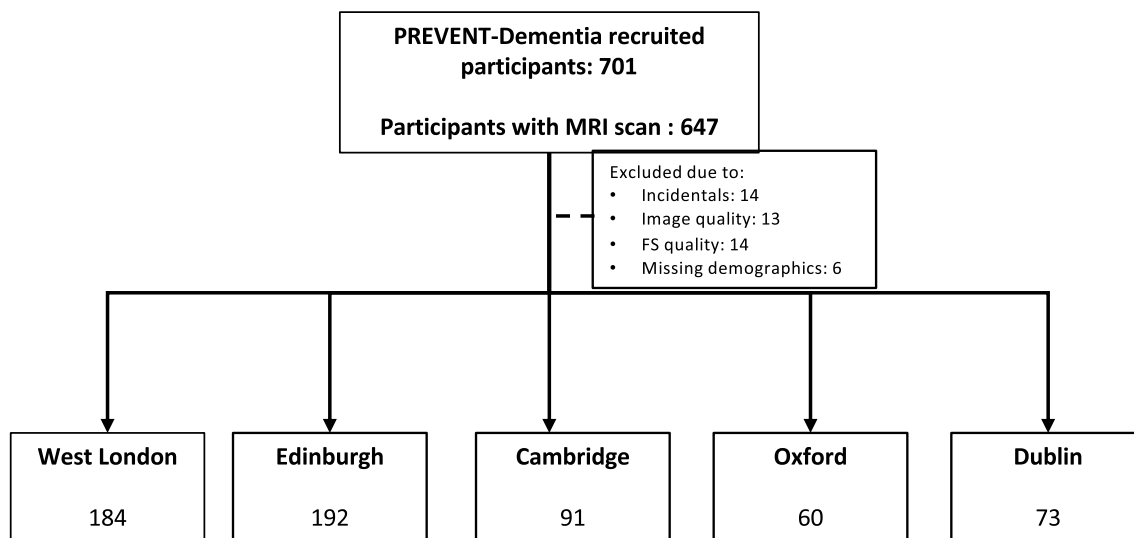 PREVENT-Dementia recruited
participants: 701
Participants with MRI scan : 647
Excluded due to:
• Incidentals: 14
• Image quality: 13
• FS quality: 14
• Missing demographics: 6
West London
184
Edinburgh
192
Cambridge
91
Oxford
60
Dublin
73